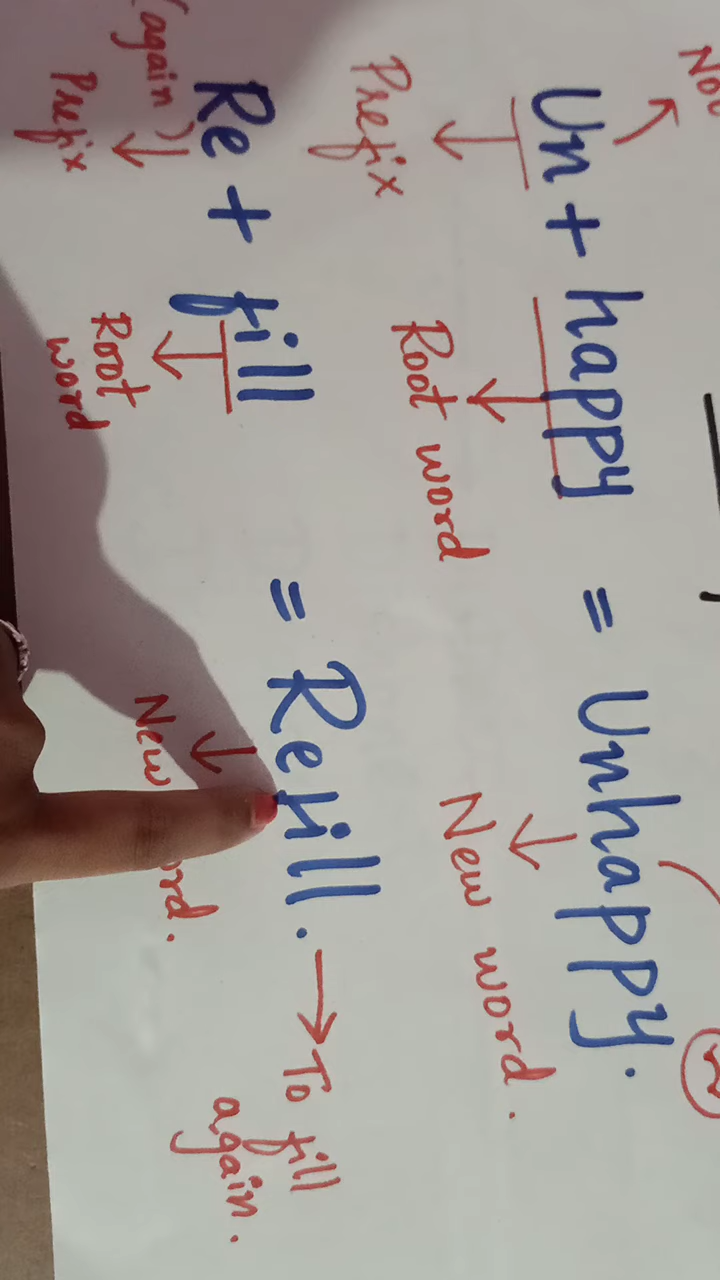 Un + happy = Unhappy.
Prefix Root word New word.
Re + fill = Refill. → To fill again.
(again)
Prefix Root word New